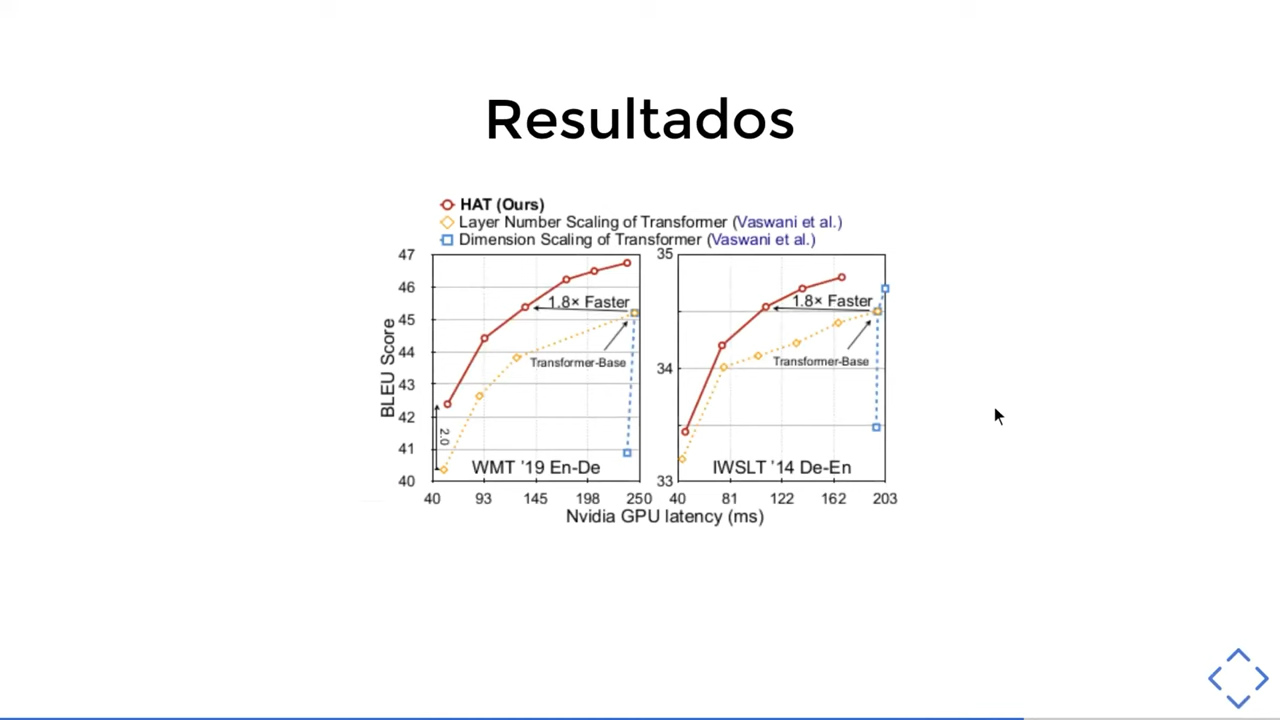 Resultados
HAT (Ours)
Layer Number Scaling of Transformer (Vaswani et al.)
Dimension Scaling of Transformer (Vaswani et al.)
BLEU Score
47
46
45
44
43
42
41
40
1.8× Faster
Transformer-Base
2.0
WMT '19 En-De
40 93 145 198 250
35
34
33
1.8× Faster
Transformer-Base
IWSLT '14 De-En
40 81 122 162 203
Nvidia GPU latency (ms)